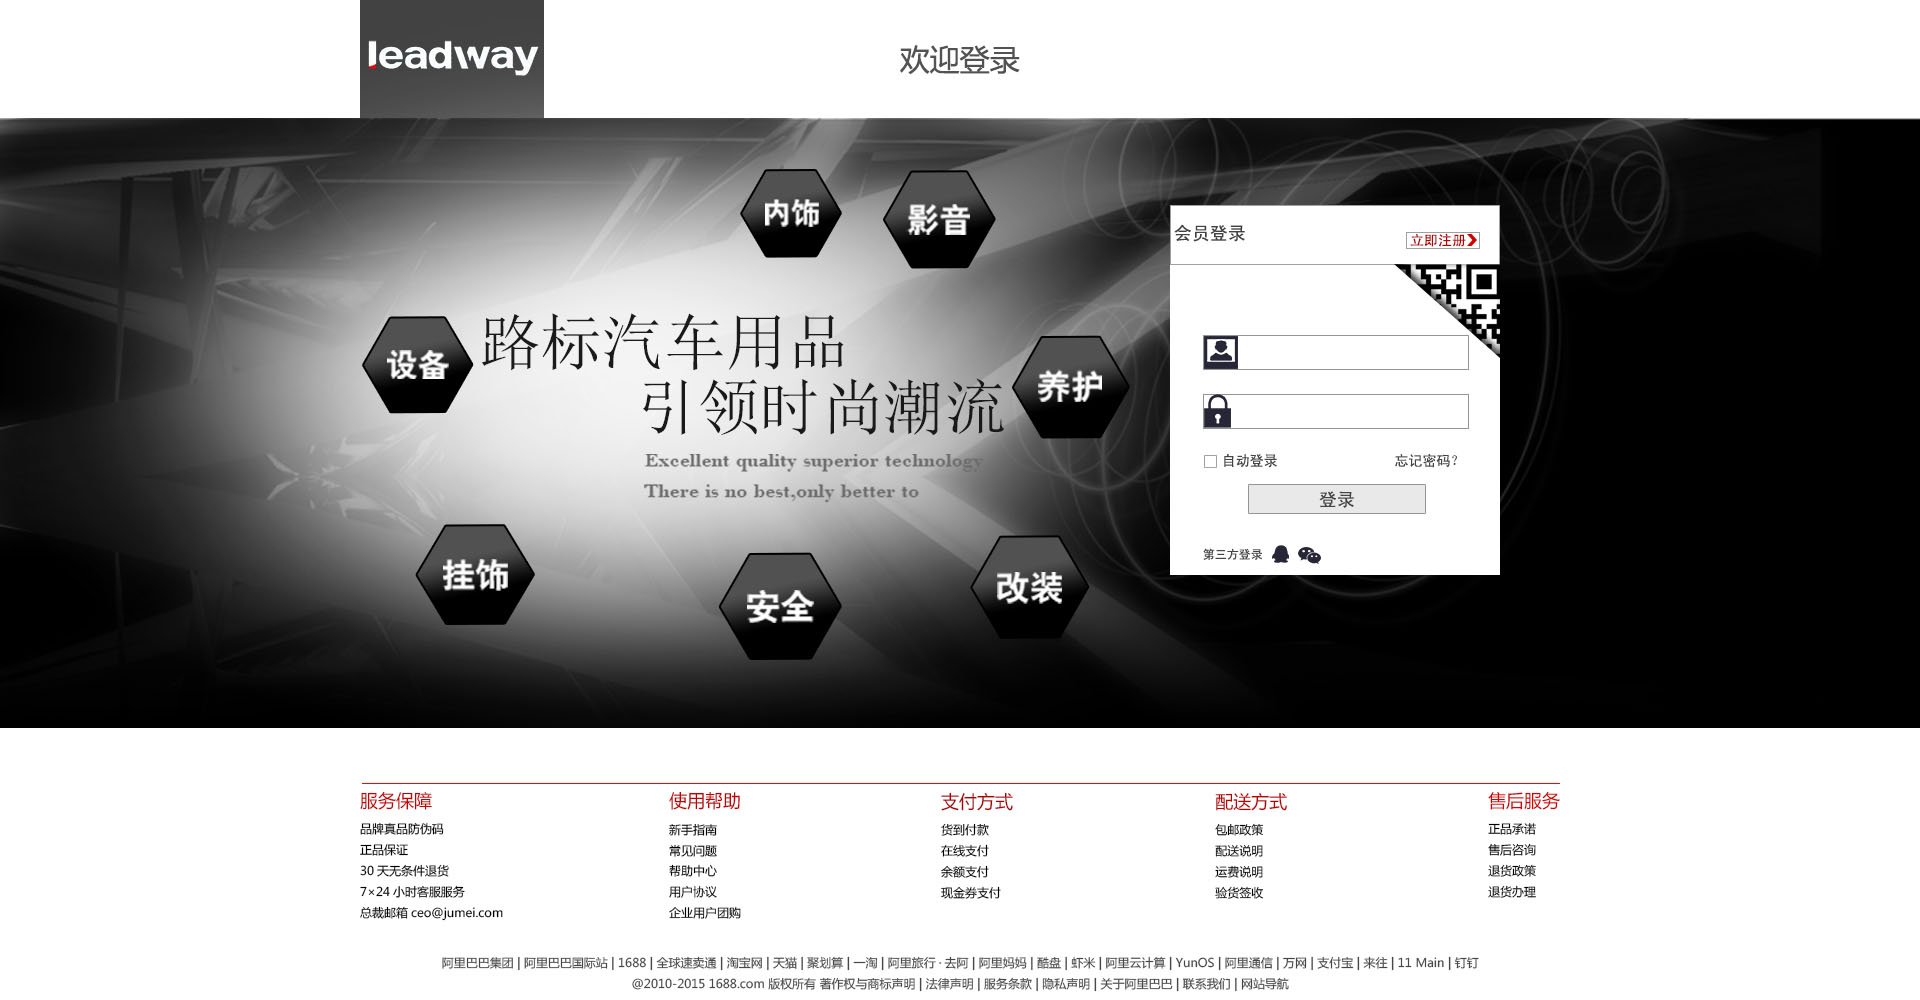 leadway
欢迎登录
内饰
影音
会员登录
立即注册
设备
路标汽车用品
引领时尚潮流
养护
Excellent quality superior technology
There is no best,only better to
自动登录
忘记密码?
登录
挂饰
安全
改装
第三方登录
服务保障
品牌真品防伪码
正品保证
30 天无条件退货
7×24 小时客服服务
总裁邮箱 ceo@jumei.com
使用帮助
新手指南
常见问题
帮助中心
用户协议
企业用户团购
支付方式
货到付款
在线支付
余额支付
现金券支付
配送方式
包邮政策
配送说明
运费说明
验货签收
售后服务
正品承诺
售后咨询
退货政策
退货办理
阿里巴巴集团 | 阿里巴巴国际站 | 1688 | 全球速卖通 | 淘宝网 | 天猫 | 聚划算 | 一淘 | 阿里旅行 · 去阿 | 阿里妈妈 | 酷盘 | 虾米 | 阿里云计算 | YunOS | 阿里通信 | 万网 | 支付宝 | 来往 | 11 Main | 钉钉
@2010-2015 1688.com 版权所有 著作权与商标声明 | 法律声明 | 服务条款 | 隐私声明 | 关于阿里巴巴 | 联系我们 | 网站导航